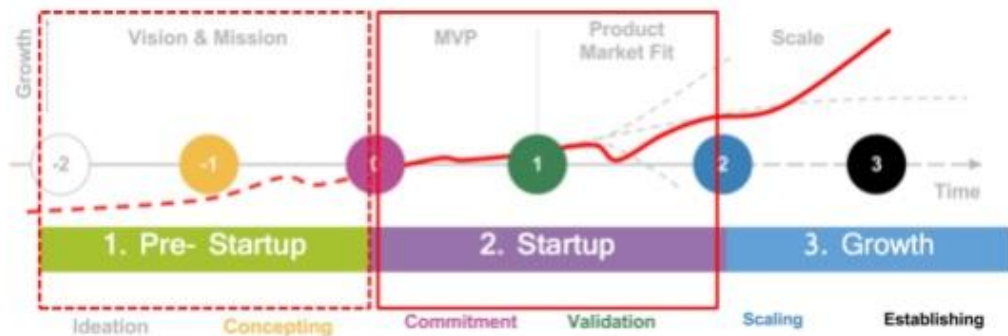 Growth
Vision & Mission
MVP
Product
Market Fit
Scale
-2
-1
0
1
2
3
Time
1. Pre- Startup
2. Startup
3. Growth
Ideation
Concepting
Commitment
Validation
Scaling
Establishing